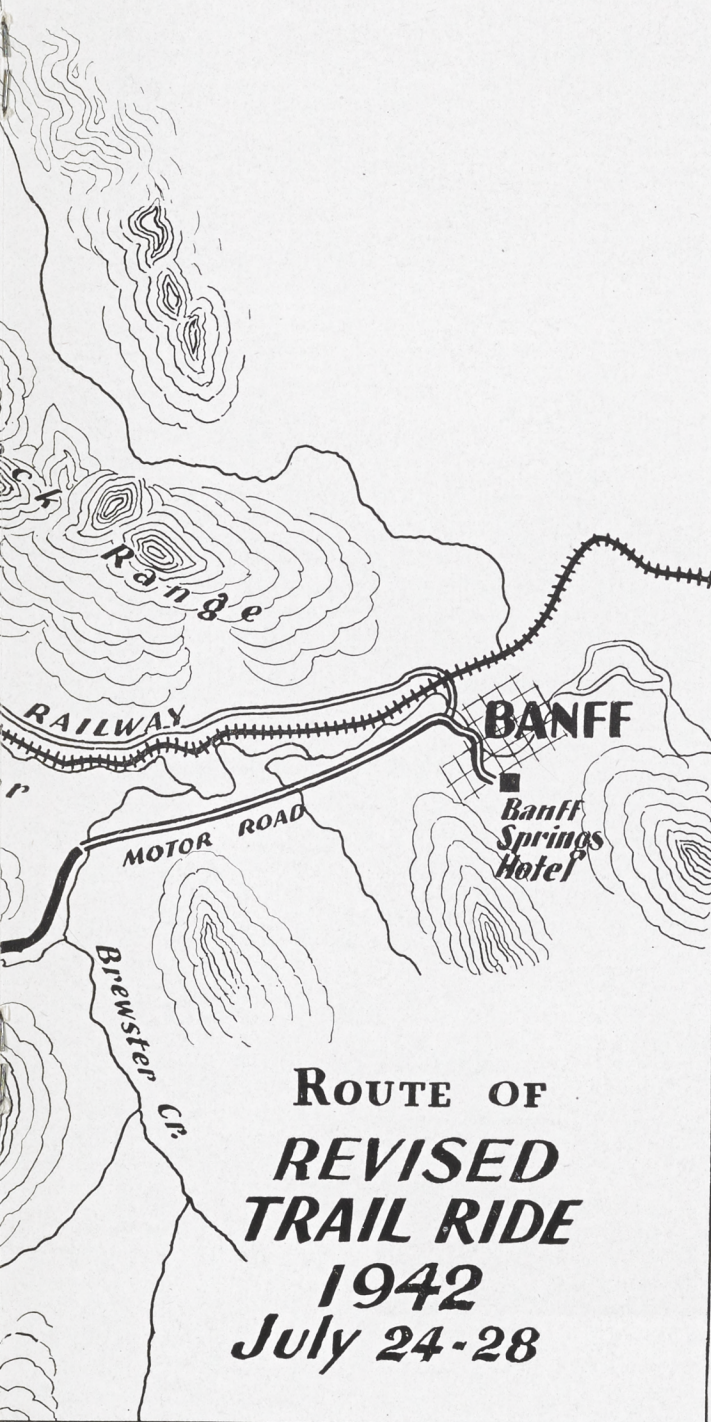 ck
Range
RAILWAY
BANFF
r
Banff
Springs
Hotel
MOTOR ROAD
Brewster Cr.
ROUTE OF
REVISED
TRAIL RIDE
1942
July 24-28